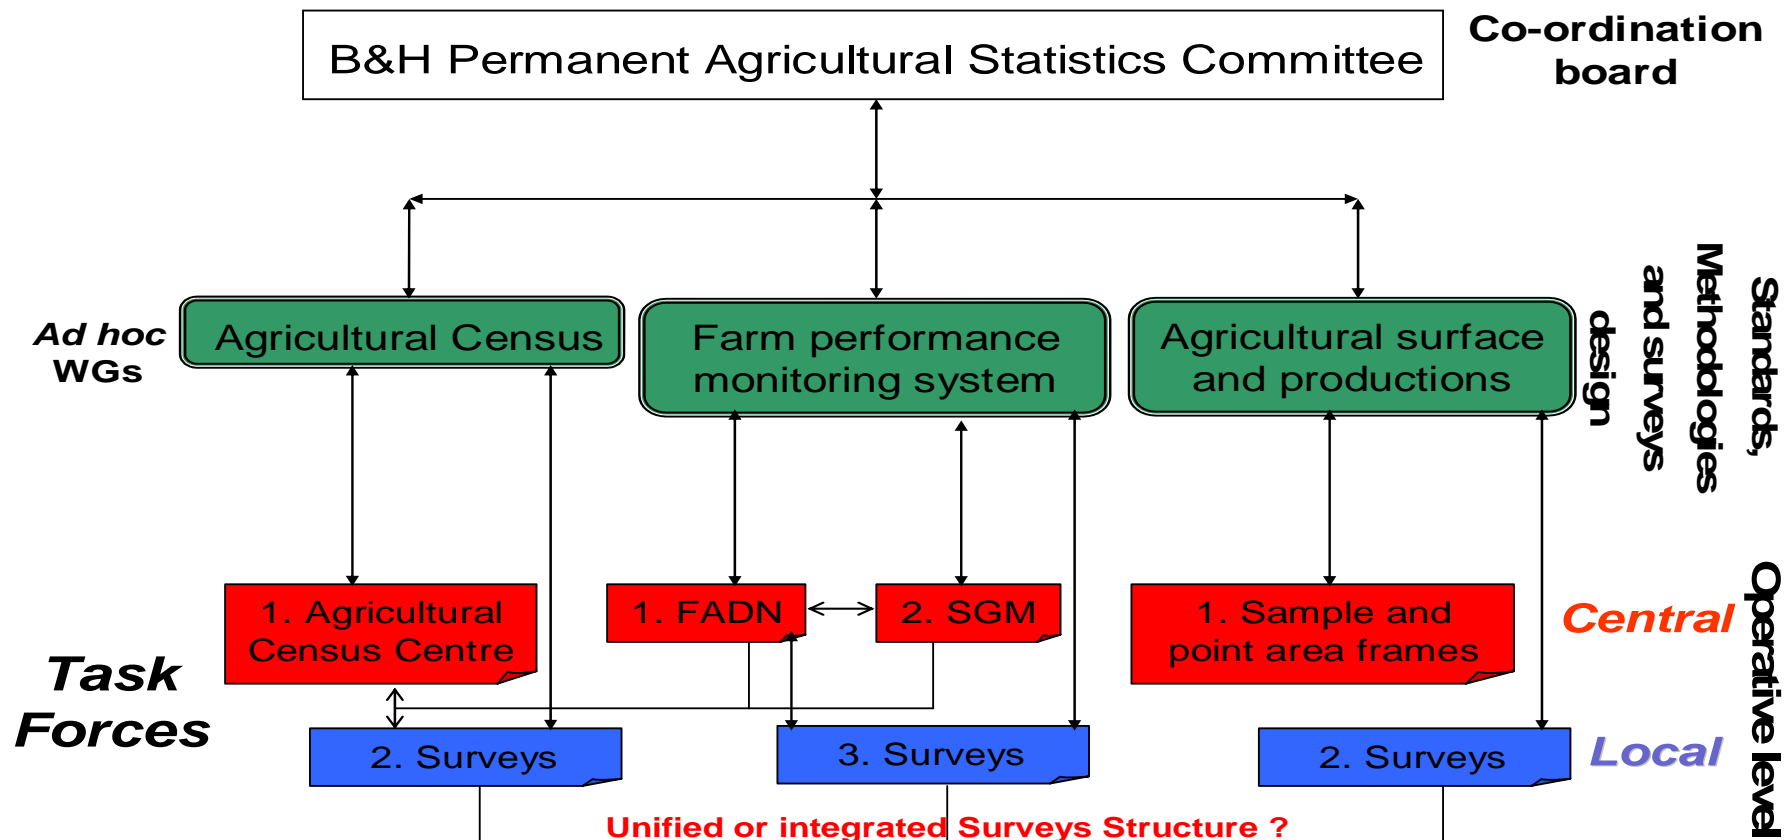 B&H Permanent Agricultural Statistics Committee
Co-ordination
board
Ad hoc
WGs
Agricultural Census
Farm performance
monitoring system
Agricultural surface
and productions
Standards,
Methodologies
and surveys
design
1. Agricultural
Census Centre
1. FADN
2. SGM
1. Sample and
point area frames
Central
Operative level
Task
Forces
2. Surveys
3. Surveys
2. Surveys
Local
Unified or integrated Surveys Structure ?